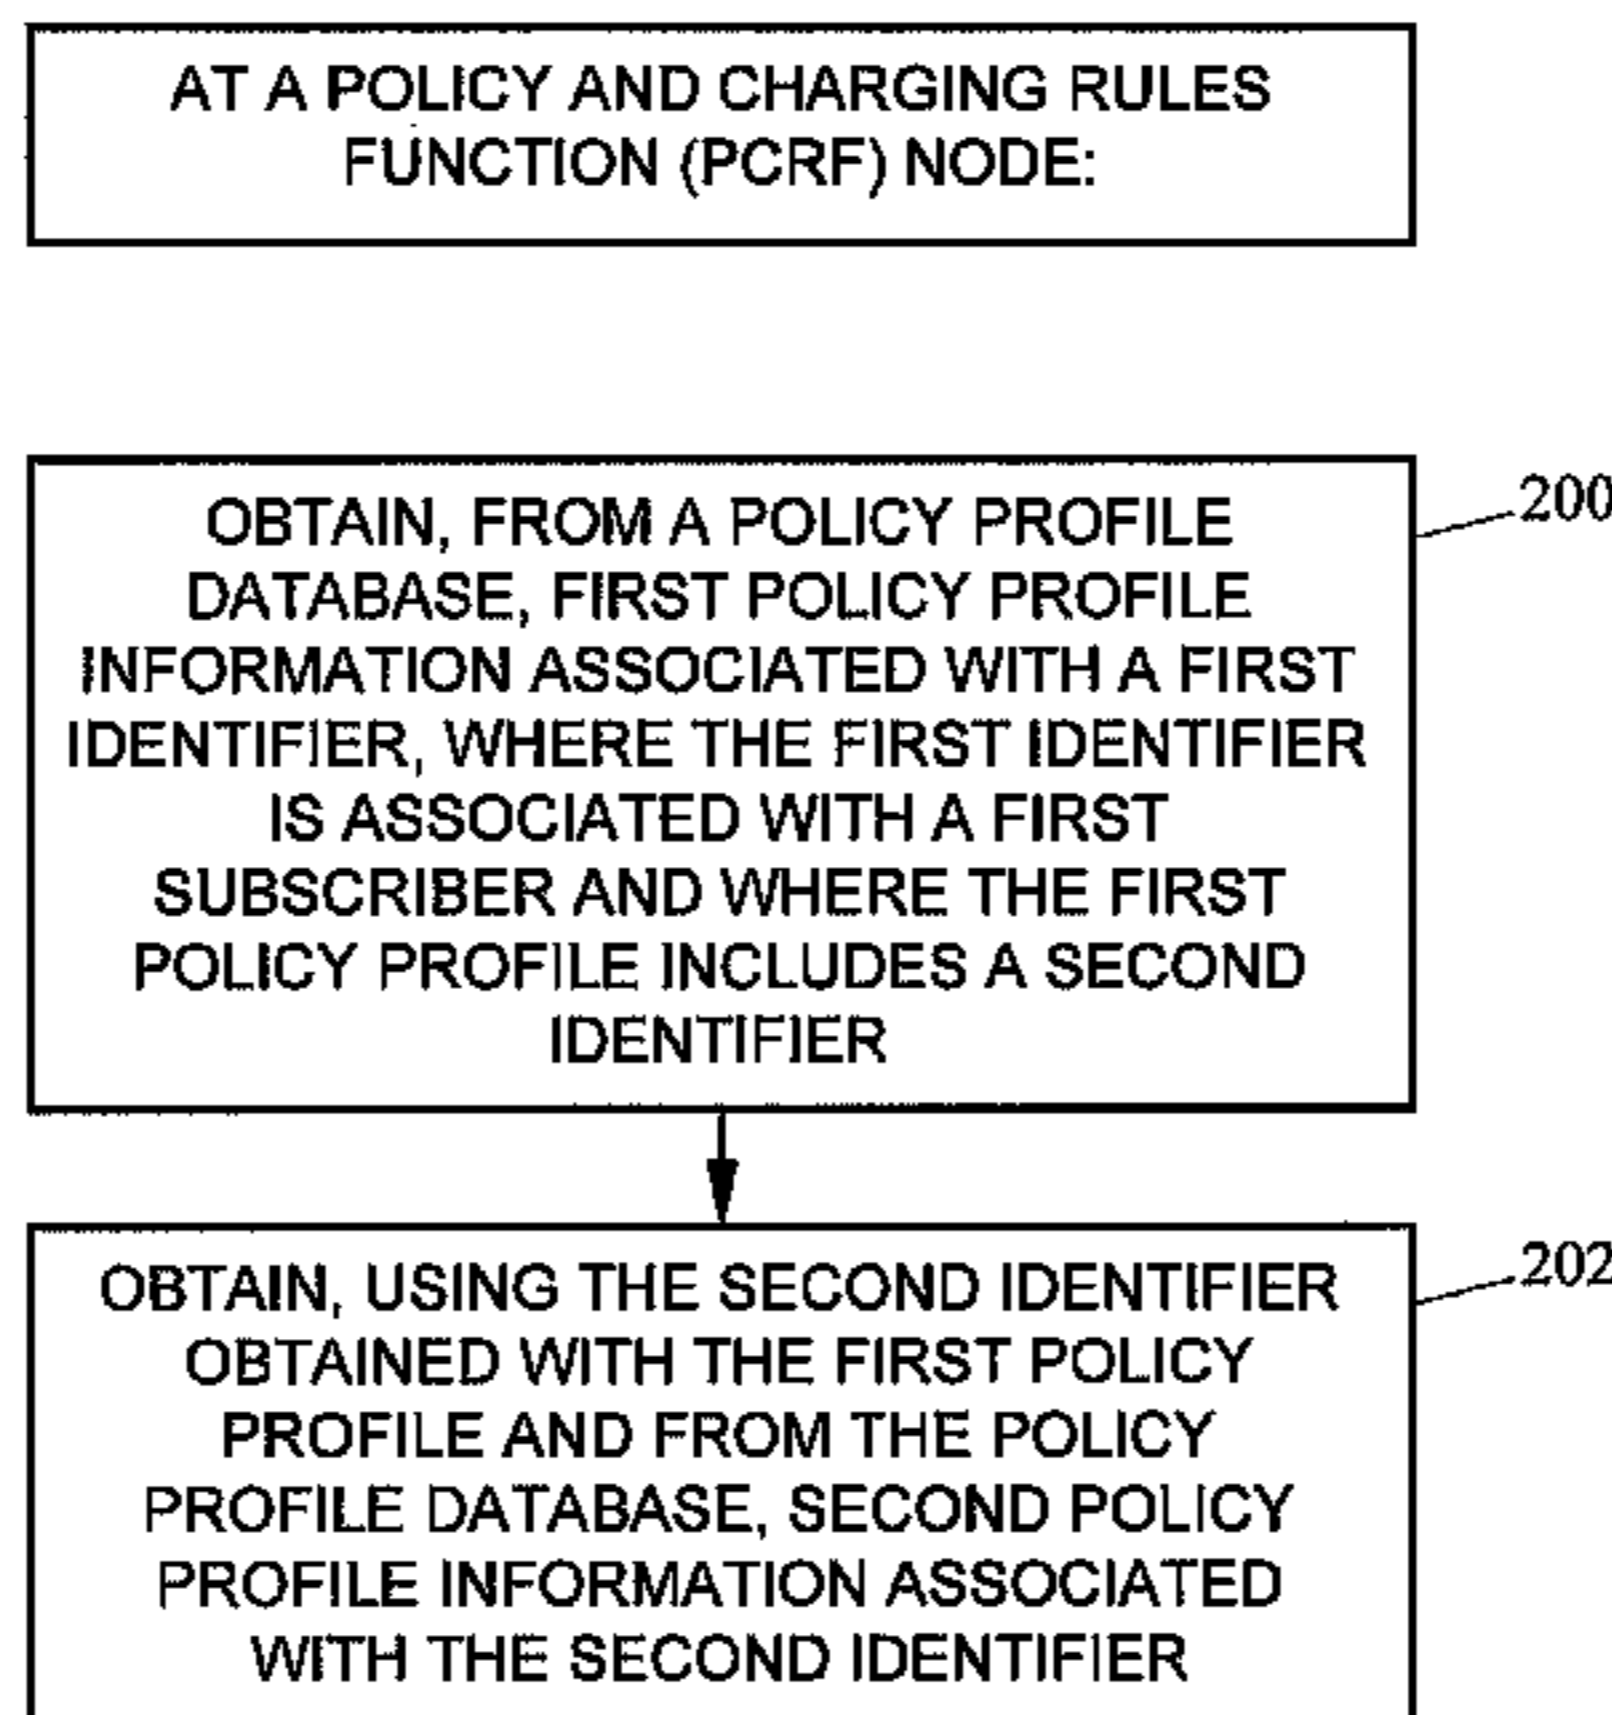 AT A POLICY AND CHARGING RULES
FUNCTION (PCRF) NODE:
OBTAIN, FROM A POLICY PROFILE
DATABASE, FIRST POLICY PROFILE
INFORMATION ASSOCIATED WITH A FIRST
IDENTIFIER, WHERE THE FIRST IDENTIFIER
IS ASSOCIATED WITH A FIRST
SUBSCRIBER AND WHERE THE FIRST
POLICY PROFILE INCLUDES A SECOND
IDENTIFIER
200
OBTAIN, USING THE SECOND IDENTIFIER
OBTAINED WITH THE FIRST POLICY
PROFILE AND FROM THE POLICY
PROFILE DATABASE, SECOND POLICY
PROFILE INFORMATION ASSOCIATED
WITH THE SECOND IDENTIFIER
202